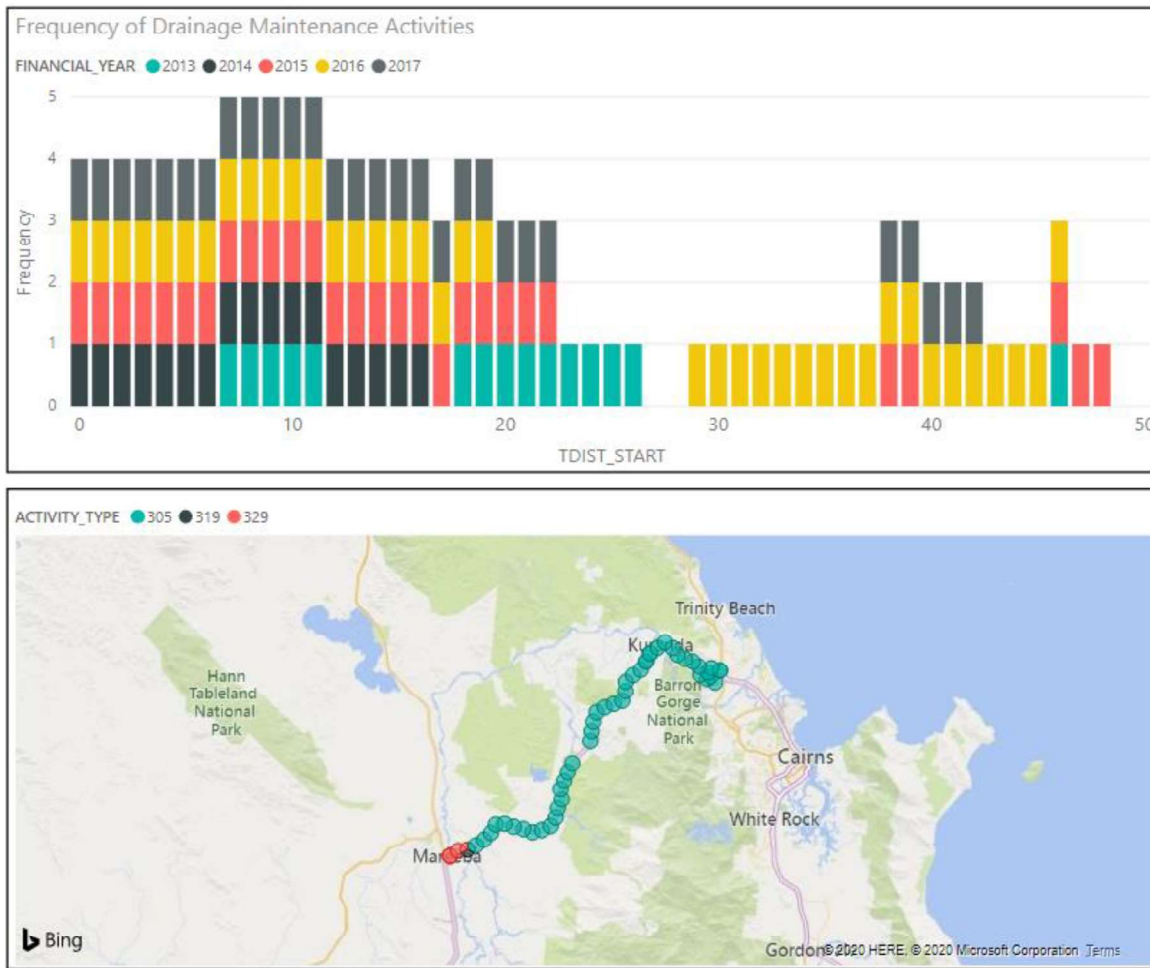 Frequency of Drainage Maintenance Activities
FINANCIAL_YEAR 2013 2014 2015 2016 2017
5
4
3
2
1
0
Frequency
0 10 20 30 40 50
TDIST_START
ACTIVITY_TYPE 305 319 329
Trinity Beach
Hann
Tableland
National
Park
Barron
Gorge
National
Park
Cairns
White Rock
Bing
© 2020 HERE, © 2020 Microsoft Corporation Terms